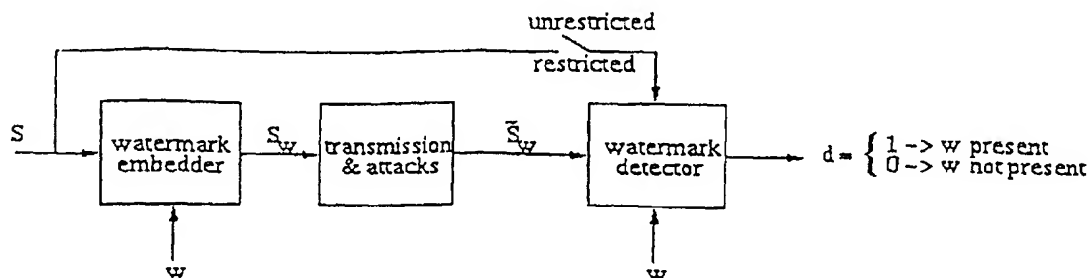 unrestricted
restricted
S
watermark
embedder
S_w
transmission
& attacks
S̄_w
watermark
detector
d = { 1 -> w present
{ 0 -> w not present
w
w